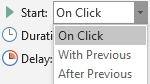 Start: On Click
Durati On Click
With Previous
Delay: After Previous